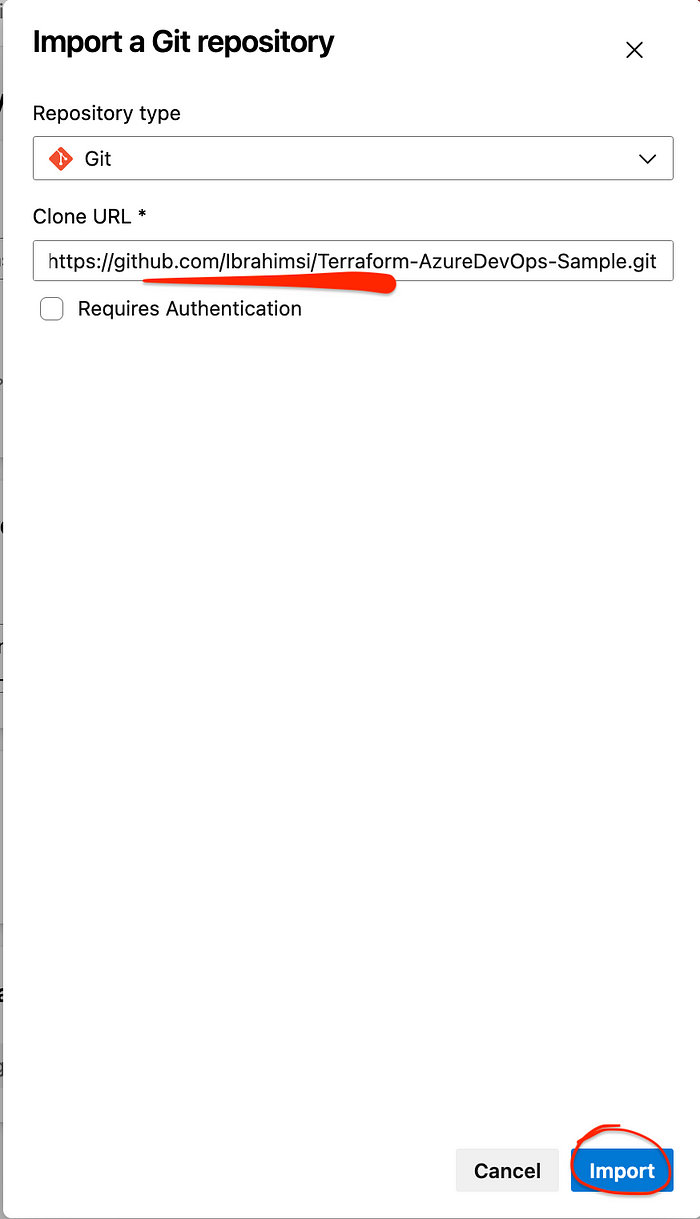 Import a Git repository
Repository type
Git
Clone URL *
https://github.com/Ibrahimsi/Terraform-AzureDevOps-Sample.git
Requires Authentication
Cancel
Import